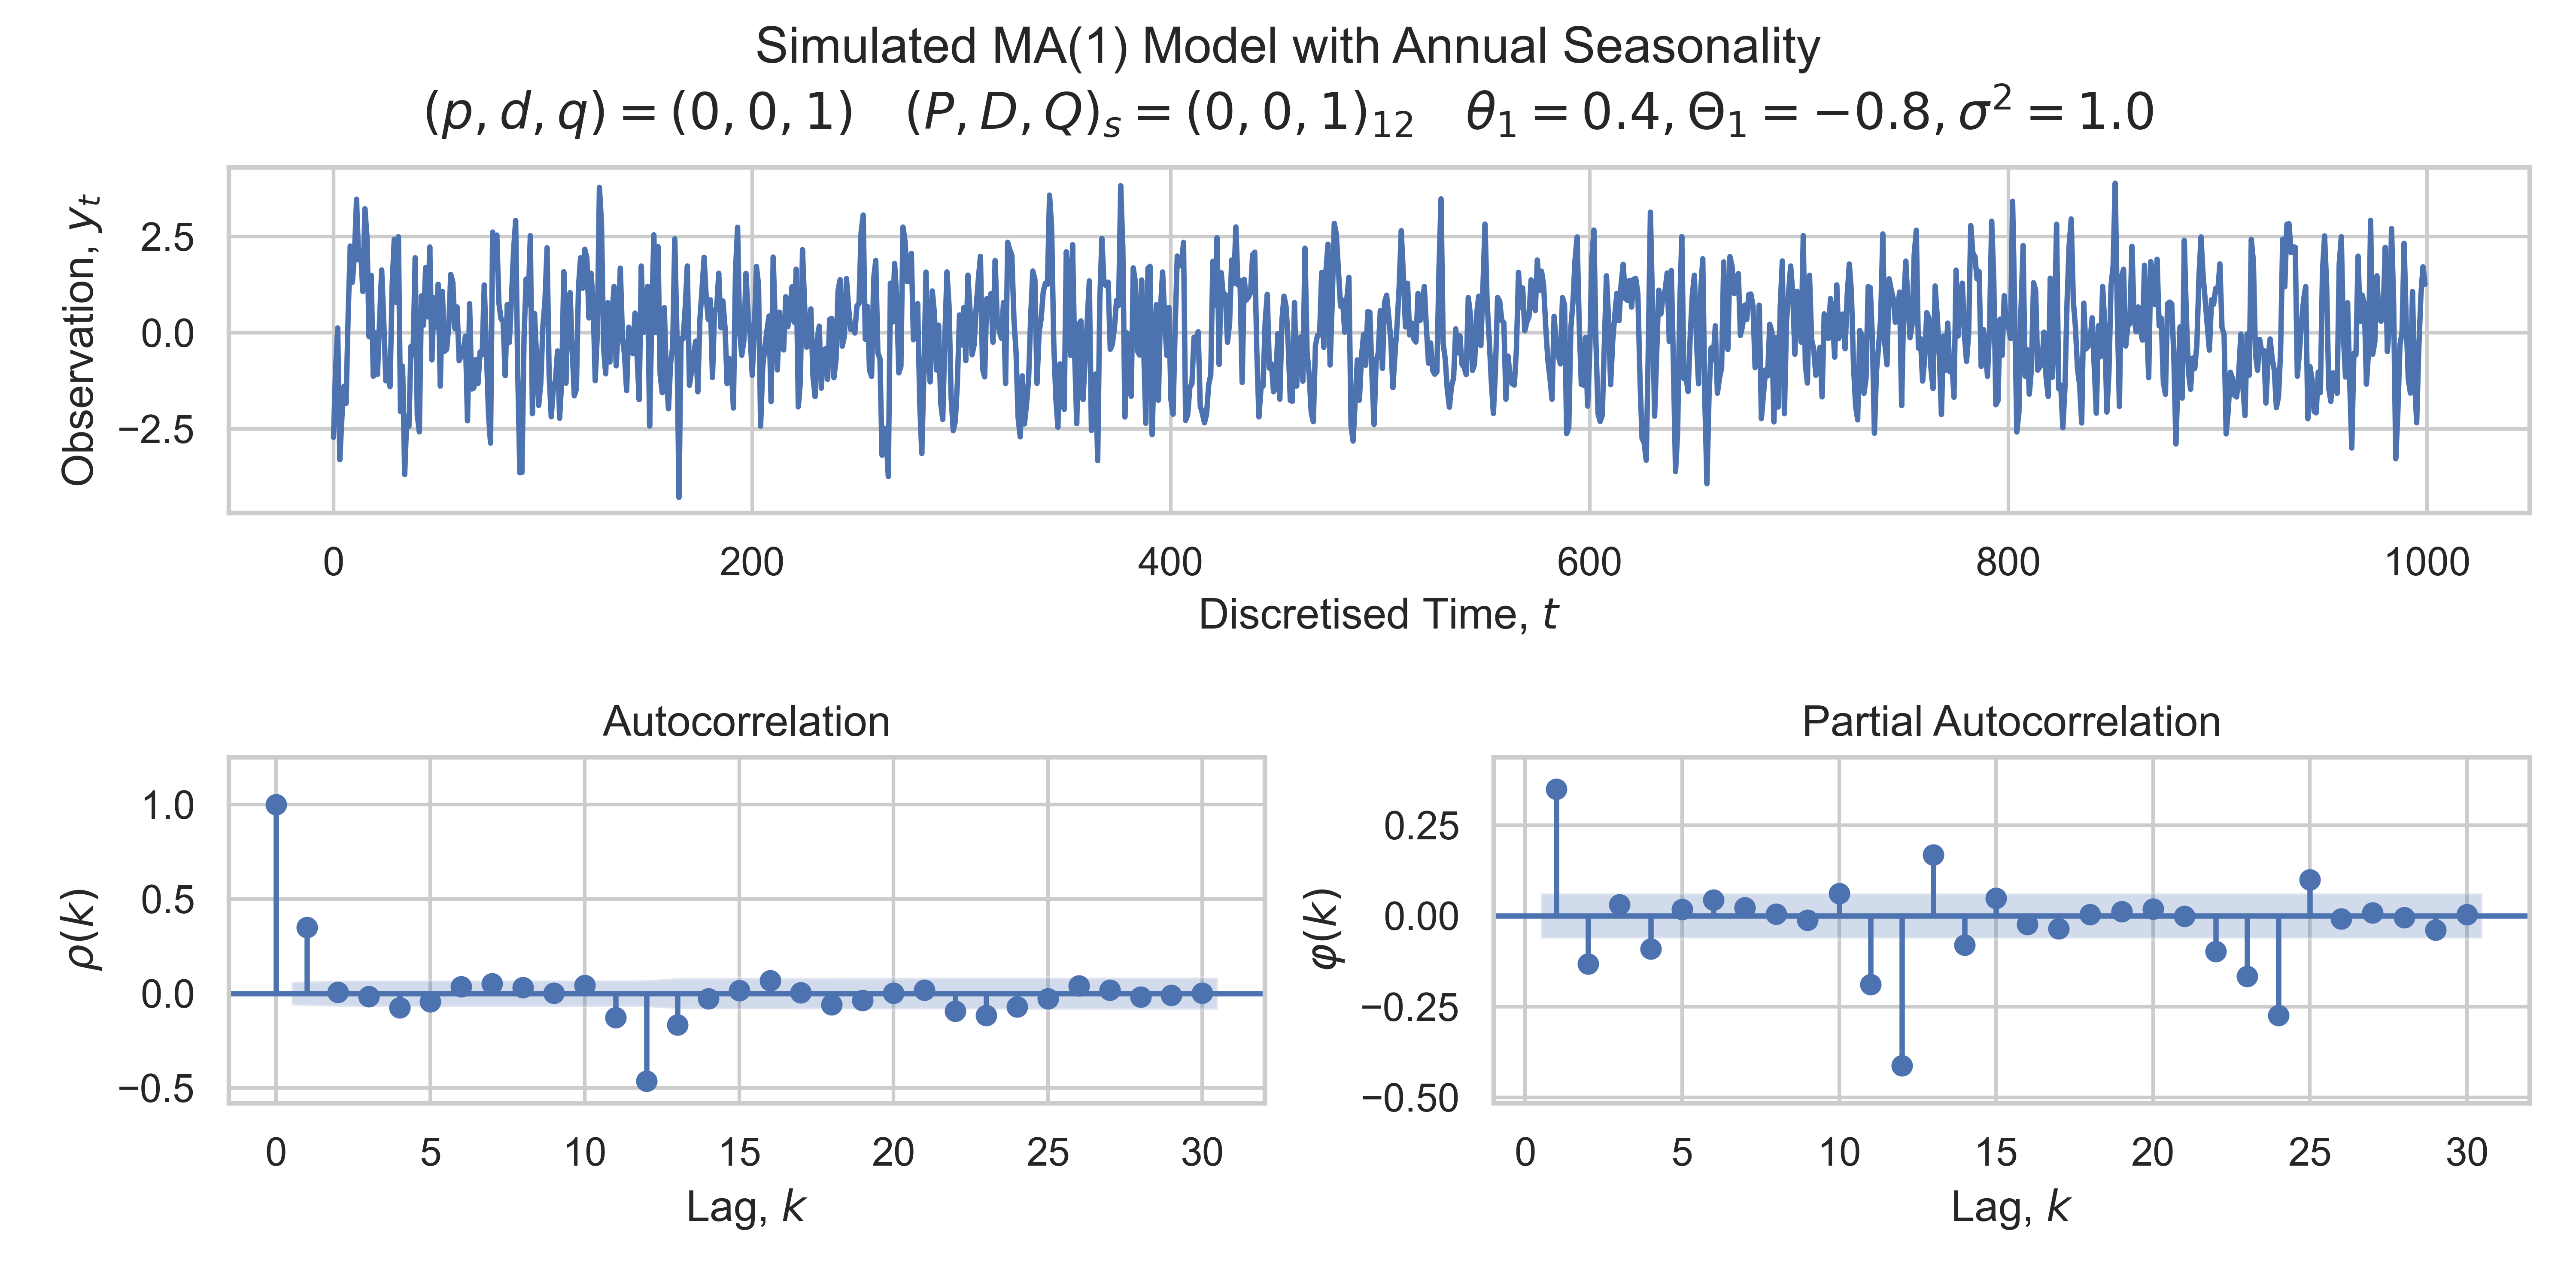 Simulated MA(1) Model with Annual Seasonality
(p, d, q) = (0, 0, 1) (P, D, Q)ₛ = (0, 0, 1)₁₂ θ₁ = 0.4, Θ₁ = −0.8, σ² = 1.0
Observation, yₜ
2.5
0.0
−2.5
0 200 400 600 800 1000
Discretised Time, t
Autocorrelation
ρ(k)
1.0
0.5
0.0
−0.5
0 5 10 15 20 25 30
Lag, k
Partial Autocorrelation
φ(k)
0.25
0.00
−0.25
−0.50
0 5 10 15 20 25 30
Lag, k